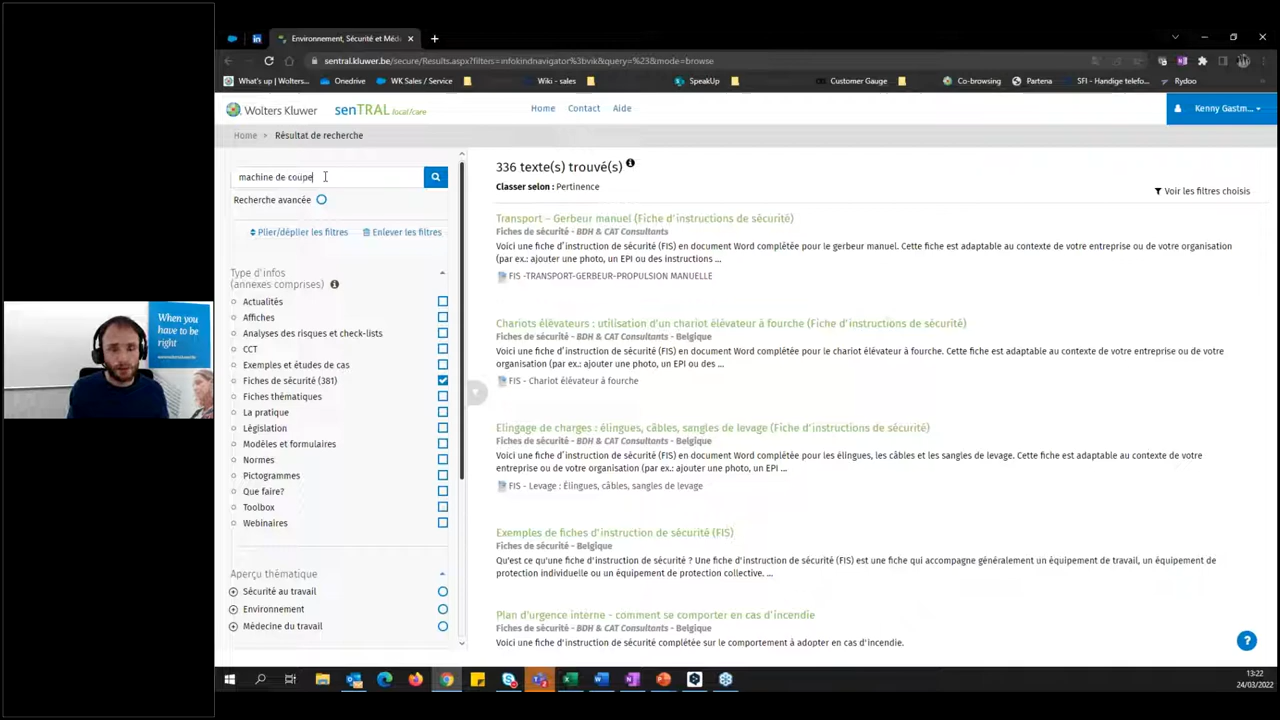 Environnement, Sécurité et Méd
sentral.kluwer.be/secure/Results.aspx?filters=infokindnavigator%3bvik&query=%23&mode=browse
What's up | Wolters...
Onedrive
WK Sales / Service
Wiki - sales
SpeakUp
Customer Gauge
Co-browsing
Partena
SFI - Handige telefo...
Rydoo
Wolters Kluwer
senTRAL local/care
Home
Contact
Aide
Kenny Gastm...
Home > Résultat de recherche
machine de coupe
Recherche avancée
Plier/déplier les filtres
Enlever les filtres
Type d'infos
(annexes comprises)
Actualités
Affiches
Analyses des risques et check-lists
CCT
Exemples et études de cas
Fiches de sécurité (381)
Fiches thématiques
La pratique
Législation
Modèles et formulaires
Normes
Pictogrammes
Que faire?
Toolbox
Webinaires
Aperçu thématique
Sécurité au travail
Environnement
Médecine du travail
336 texte(s) trouvé(s)
Classer selon : Pertinence
Voir les filtres choisis
Transport – Gerbeur manuel (Fiche d'instructions de sécurité)
Fiches de sécurité - BDH & CAT Consultants
Voici une fiche d'instruction de sécurité (FIS) en document Word complétée pour le gerbeur manuel. Cette fiche est adaptable au contexte de votre entreprise ou de votre organisation
(par ex.: ajouter une photo, un EPI ou des instructions ...
FIS -TRANSPORT-GERBEUR-PROPULSION MANUELLE
Chariots élévateurs : utilisation d'un chariot élévateur à fourche (Fiche d'instructions de sécurité)
Fiches de sécurité - BDH & CAT Consultants - Belgique
Voici une fiche d'instruction de sécurité (FIS) en document Word complétée pour le chariot élévateur à fourche. Cette fiche est adaptable au contexte de votre entreprise ou de votre
organisation (par ex.: ajouter une photo, un EPI ou des ...
FIS - Chariot élévateur à fourche
Elingage de charges : élingues, câbles, sangles de levage (Fiche d'instructions de sécurité)
Fiches de sécurité - BDH & CAT Consultants - Belgique
Voici une fiche d'instruction de sécurité (FIS) en document Word complétée pour les élingues, les câbles et les sangles de levage. Cette fiche est adaptable au contexte de votre
entreprise ou de votre organisation (par ex.: ajouter une photo, un EPI ...
FIS - Levage : Élingues, câbles, sangles de levage
Exemples de fiches d'instruction de sécurité (FIS)
Fiches de sécurité - Belgique
Qu'est ce qu'une fiche d'instruction de sécurité ? Une fiche d'instruction de sécurité (FIS) est une fiche qui accompagne généralement un équipement de travail, un équipement de
protection individuelle ou un équipement de protection collective. ...
Plan d'urgence interne - comment se comporter en cas d'incendie
Fiches de sécurité - BDH & CAT Consultants - Belgique
Voici une fiche d'instruction de sécurité complétée sur le comportement à adopter en cas d'incendie.
When you
have to be
right
13:22
24/03/2022